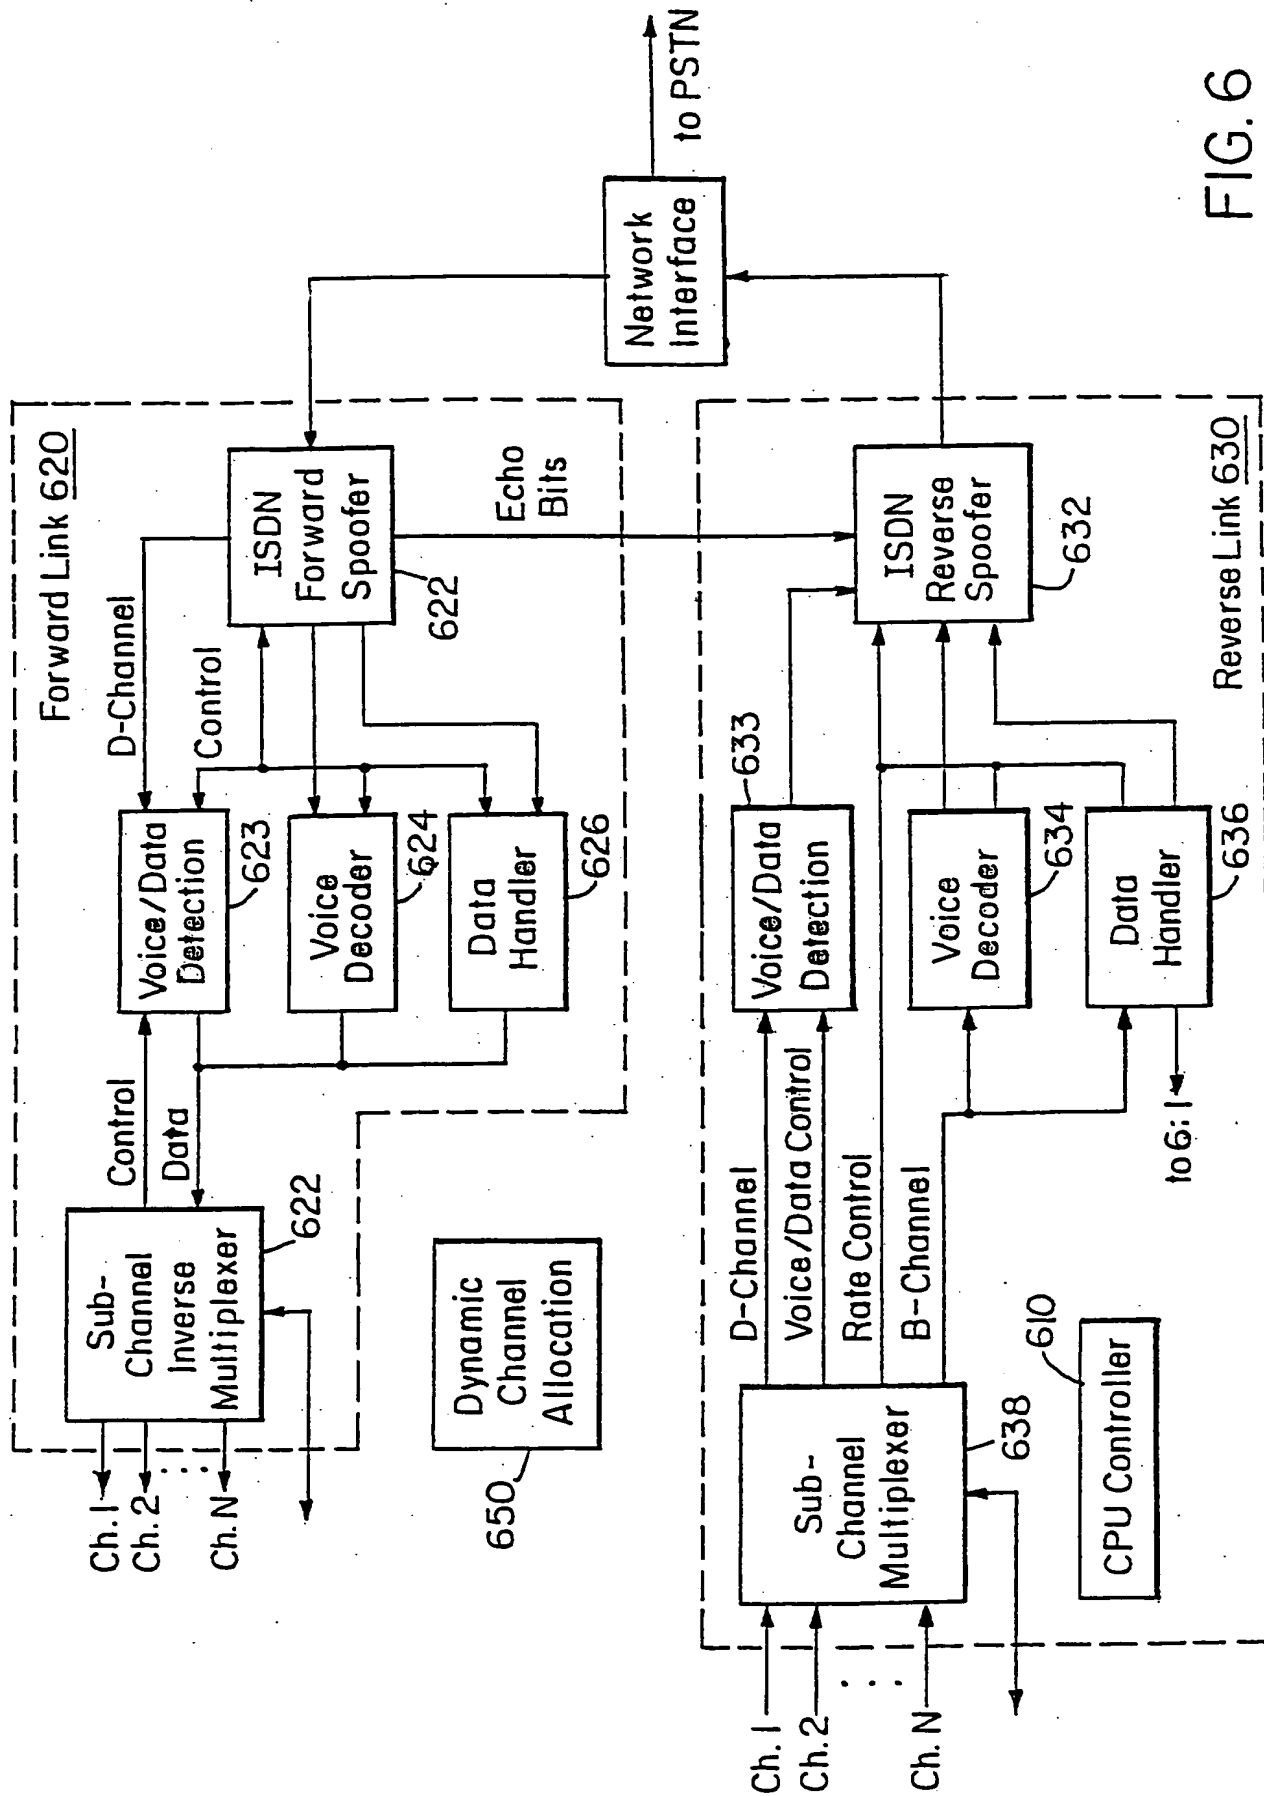 Forward Link 620
Sub-
Channel
Inverse
Multiplexer
622
Ch. 1
Ch. 2
Ch. N
Control
Data
Voice/Data
Detection
623
D-Channel
Control
Voice
Decoder
624
Data
Handler
626
ISDN
Forward
Spoofer
622
Echo
Bits
Network
Interface
to PSTN
Dynamic
Channel
Allocation
650
Ch. 1
Ch. 2
Ch. N
Sub-
Channel
Multiplexer
638
D-Channel
Voice/Data Control
Rate Control
B-Channel
Voice/Data
Detection
633
Voice
Decoder
634
Data
Handler
636
to 6:1
ISDN
Reverse
Spoofer
632
CPU Controller
610
Reverse Link 630
FIG. 6